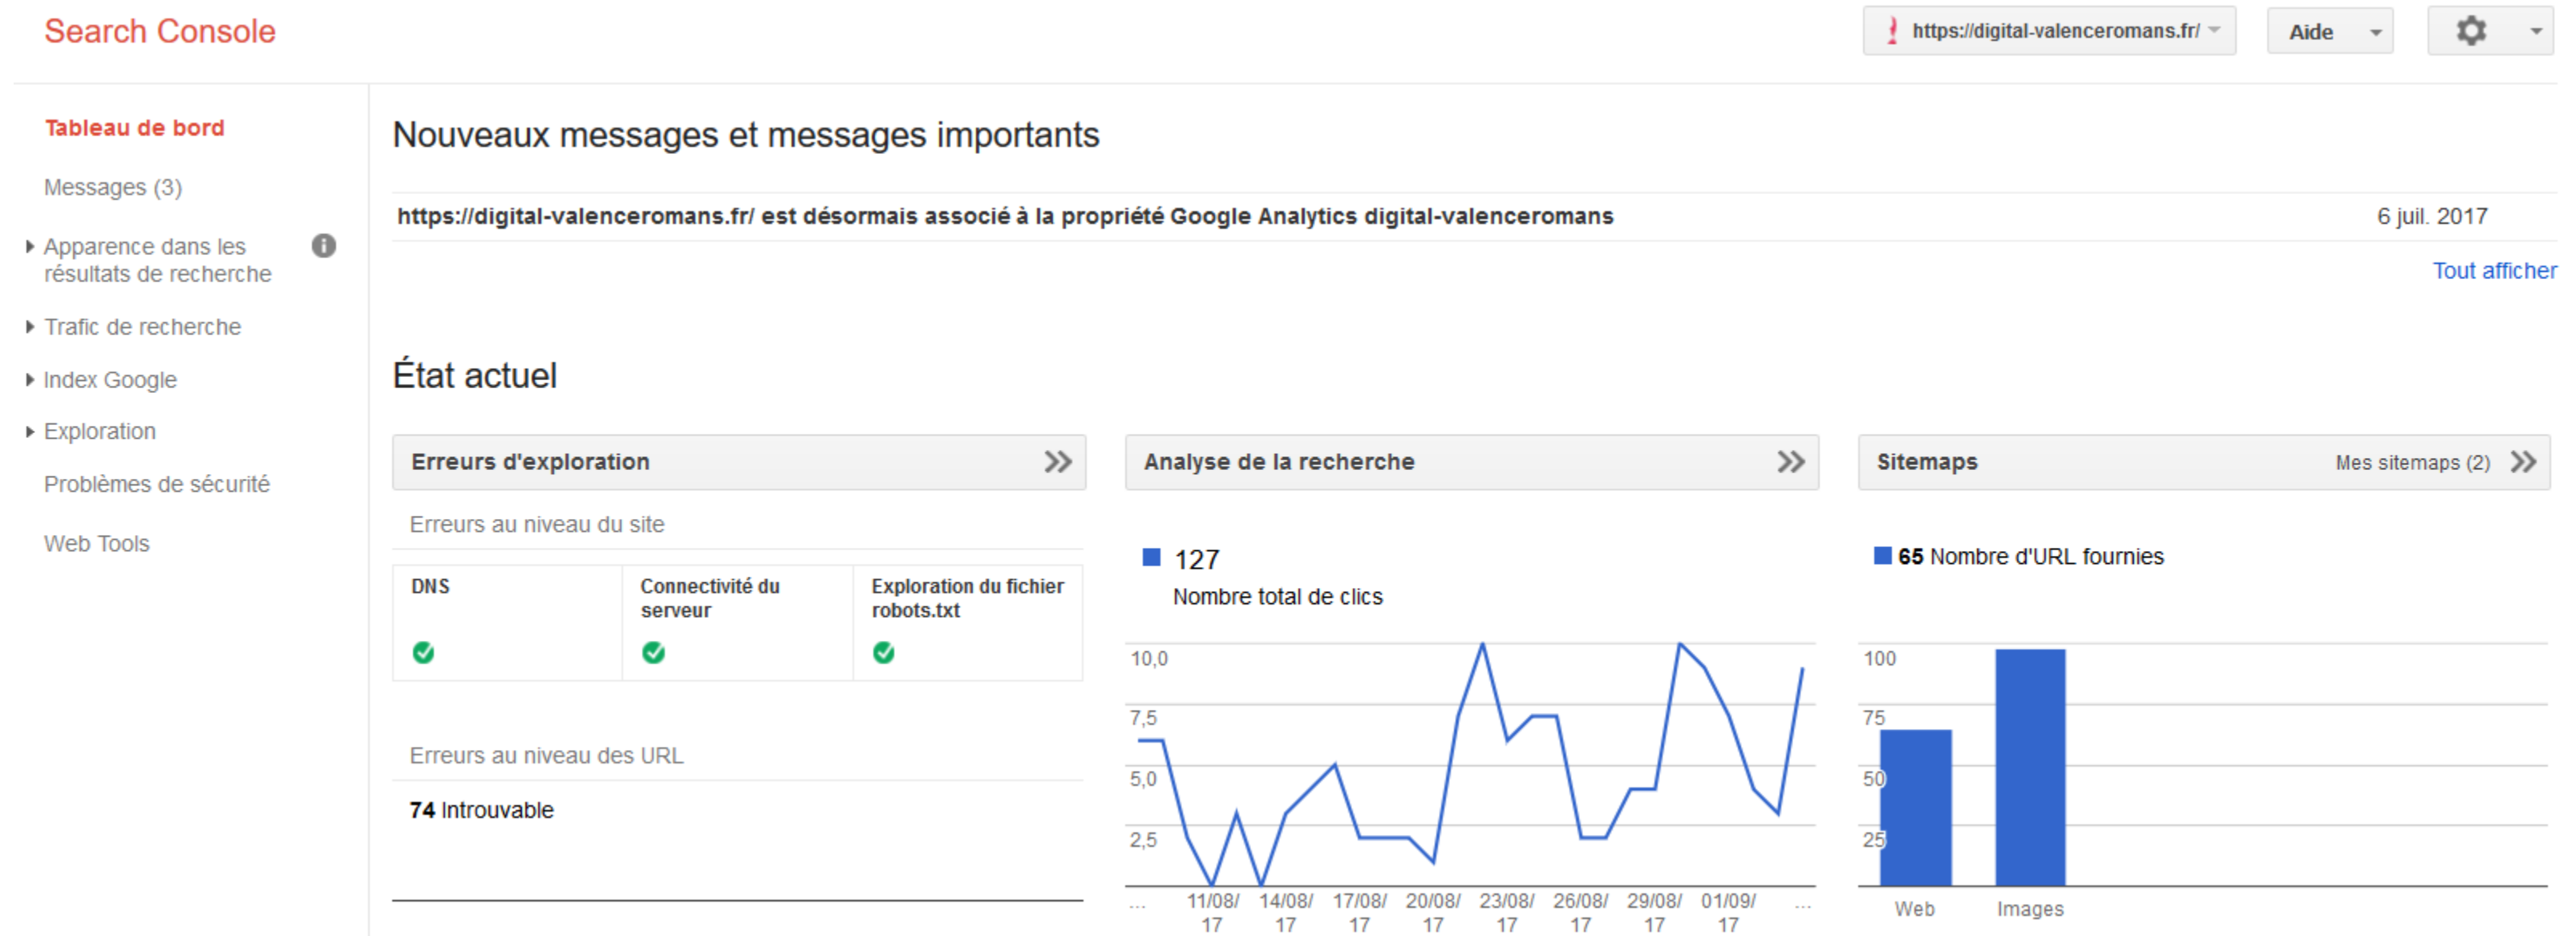 Search Console
https://digital-valenceromans.fr/
Aide
Tableau de bord
Messages (3)
Apparence dans les
résultats de recherche
Trafic de recherche
Index Google
Exploration
Problèmes de sécurité
Web Tools
Nouveaux messages et messages importants
https://digital-valenceromans.fr/ est désormais associé à la propriété Google Analytics digital-valenceromans 6 juil. 2017
Tout afficher
État actuel
Erreurs d'exploration
Erreurs au niveau du site
DNS
Connectivité du
serveur
Exploration du fichier
robots.txt
Erreurs au niveau des URL
74 Introuvable
Analyse de la recherche
127
Nombre total de clics
10,0
7,5
5,0
2,5
... 11/08/ 14/08/ 17/08/ 20/08/ 23/08/ 26/08/ 29/08/ 01/09/ ...
17 17 17 17 17 17 17 17
Sitemaps Mes sitemaps (2)
65 Nombre d'URL fournies
100
75
50
25
Web Images